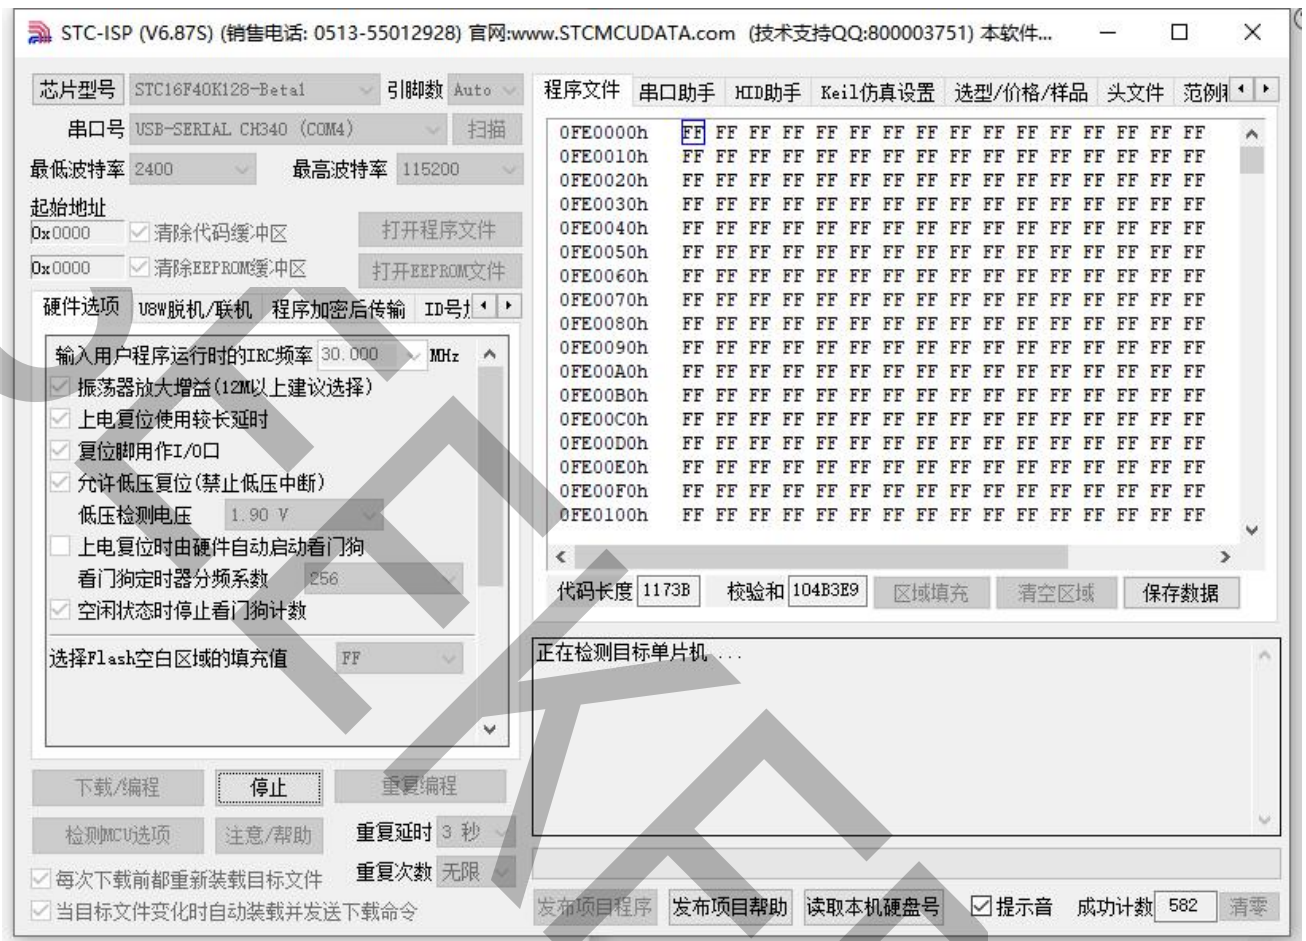 STC-ISP (V6.87S) (销售电话: 0513-55012928) 官网:www.STCMCUDATA.com (技术支持QQ:800003751) 本软件...
芯片型号 STC16F40K128-Beta1 引脚数 Auto
串口号 USB-SERIAL CH340 (COM4) 扫描
最低波特率 2400 最高波特率 115200
起始地址
0x0000 清除代码缓冲区 打开程序文件
0x0000 清除EEPROM缓冲区 打开EEPROM文件
硬件选项 U8W脱机/联机 程序加密后传输 ID号
输入用户程序运行时的IRC频率 30.000 MHz
振荡器放大增益(12M以上建议选择)
上电复位使用较长延时
复位脚用作I/O口
允许低压复位(禁止低压中断)
低压检测电压 1.90 V
上电复位时由硬件自动启动看门狗
看门狗定时器分频系数 256
空闲状态时停止看门狗计数
选择Flash空白区域的填充值 FF
下载/编程 停止 重复编程
检测MCU选项 注意/帮助 重复延时 3 秒
每次下载前都重新装载目标文件 重复次数 无限
当目标文件变化时自动装载并发送下载命令
程序文件 串口助手 HID助手 Keil仿真设置 选型/价格/样品 头文件 范例
0FE0000h FF FF FF FF FF FF FF FF FF FF FF FF FF FF FF FF
0FE0010h FF FF FF FF FF FF FF FF FF FF FF FF FF FF FF FF
0FE0020h FF FF FF FF FF FF FF FF FF FF FF FF FF FF FF FF
0FE0030h FF FF FF FF FF FF FF FF FF FF FF FF FF FF FF FF
0FE0040h FF FF FF FF FF FF FF FF FF FF FF FF FF FF FF FF
0FE0050h FF FF FF FF FF FF FF FF FF FF FF FF FF FF FF FF
0FE0060h FF FF FF FF FF FF FF FF FF FF FF FF FF FF FF FF
0FE0070h FF FF FF FF FF FF FF FF FF FF FF FF FF FF FF FF
0FE0080h FF FF FF FF FF FF FF FF FF FF FF FF FF FF FF FF
0FE0090h FF FF FF FF FF FF FF FF FF FF FF FF FF FF FF FF
0FE00A0h FF FF FF FF FF FF FF FF FF FF FF FF FF FF FF FF
0FE00B0h FF FF FF FF FF FF FF FF FF FF FF FF FF FF FF FF
0FE00C0h FF FF FF FF FF FF FF FF FF FF FF FF FF FF FF FF
0FE00D0h FF FF FF FF FF FF FF FF FF FF FF FF FF FF FF FF
0FE00E0h FF FF FF FF FF FF FF FF FF FF FF FF FF FF FF FF
0FE00F0h FF FF FF FF FF FF FF FF FF FF FF FF FF FF FF FF
0FE0100h FF FF FF FF FF FF FF FF FF FF FF FF FF FF FF FF
代码长度 1173B 校验和 104B3E9 区域填充 清空区域 保存数据
正在检测目标单片机 ...
发布项目程序 发布项目帮助 读取本机硬盘号 提示音 成功计数 582 清零